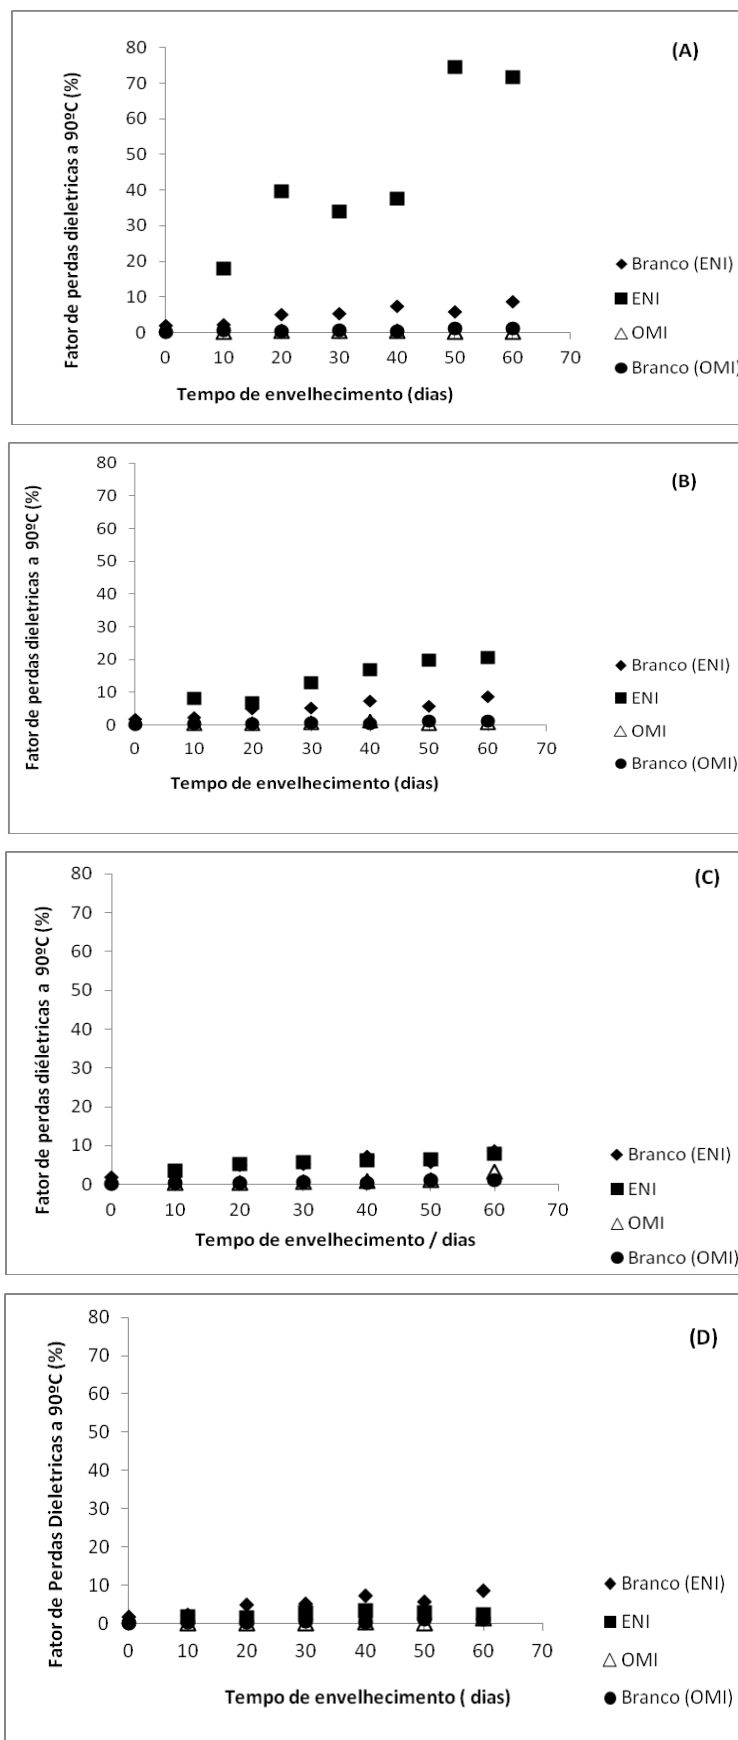 (A)
Fator de perdas dieletricas a 90ºC (%)
80
70
60
50
40
30
20
10
0
0 10 20 30 40 50 60 70
Tempo de envelhecimento (dias)
Branco (ENI)
ENI
OMI
Branco (OMI)
(B)
Fator de perdas dieletricas a 90ºC (%)
80
70
60
50
40
30
20
10
0
0 10 20 30 40 50 60 70
Tempo de envelhecimento (dias)
Branco (ENI)
ENI
OMI
Branco (OMI)
(C)
Fator de perdas diéletricas a 90ºC (%)
80
70
60
50
40
30
20
10
0
0 10 20 30 40 50 60 70
Tempo de envelhecimento / dias
Branco (ENI)
ENI
OMI
Branco (OMI)
(D)
Fator de Perdas Dieletricas a 90ºC (%)
80
70
60
50
40
30
20
10
0
0 10 20 30 40 50 60 70
Tempo de envelhecimento ( dias)
Branco (ENI)
ENI
OMI
Branco (OMI)